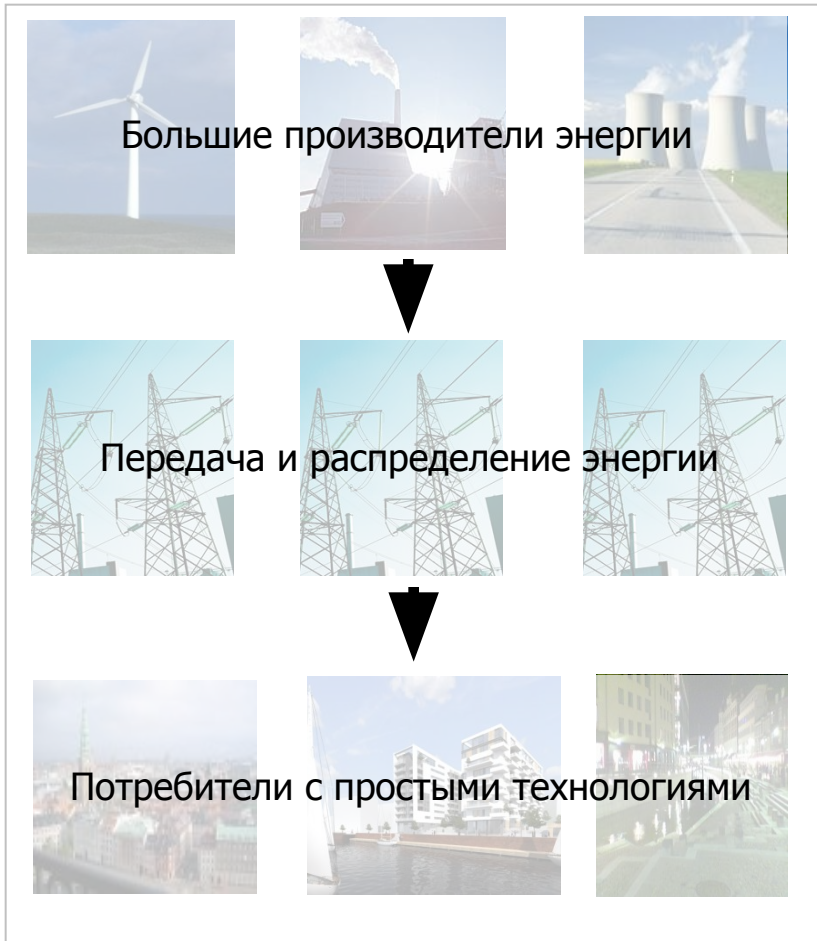 Большие производители энергии
Передача и распределение энергии
Потребители с простыми технологиями